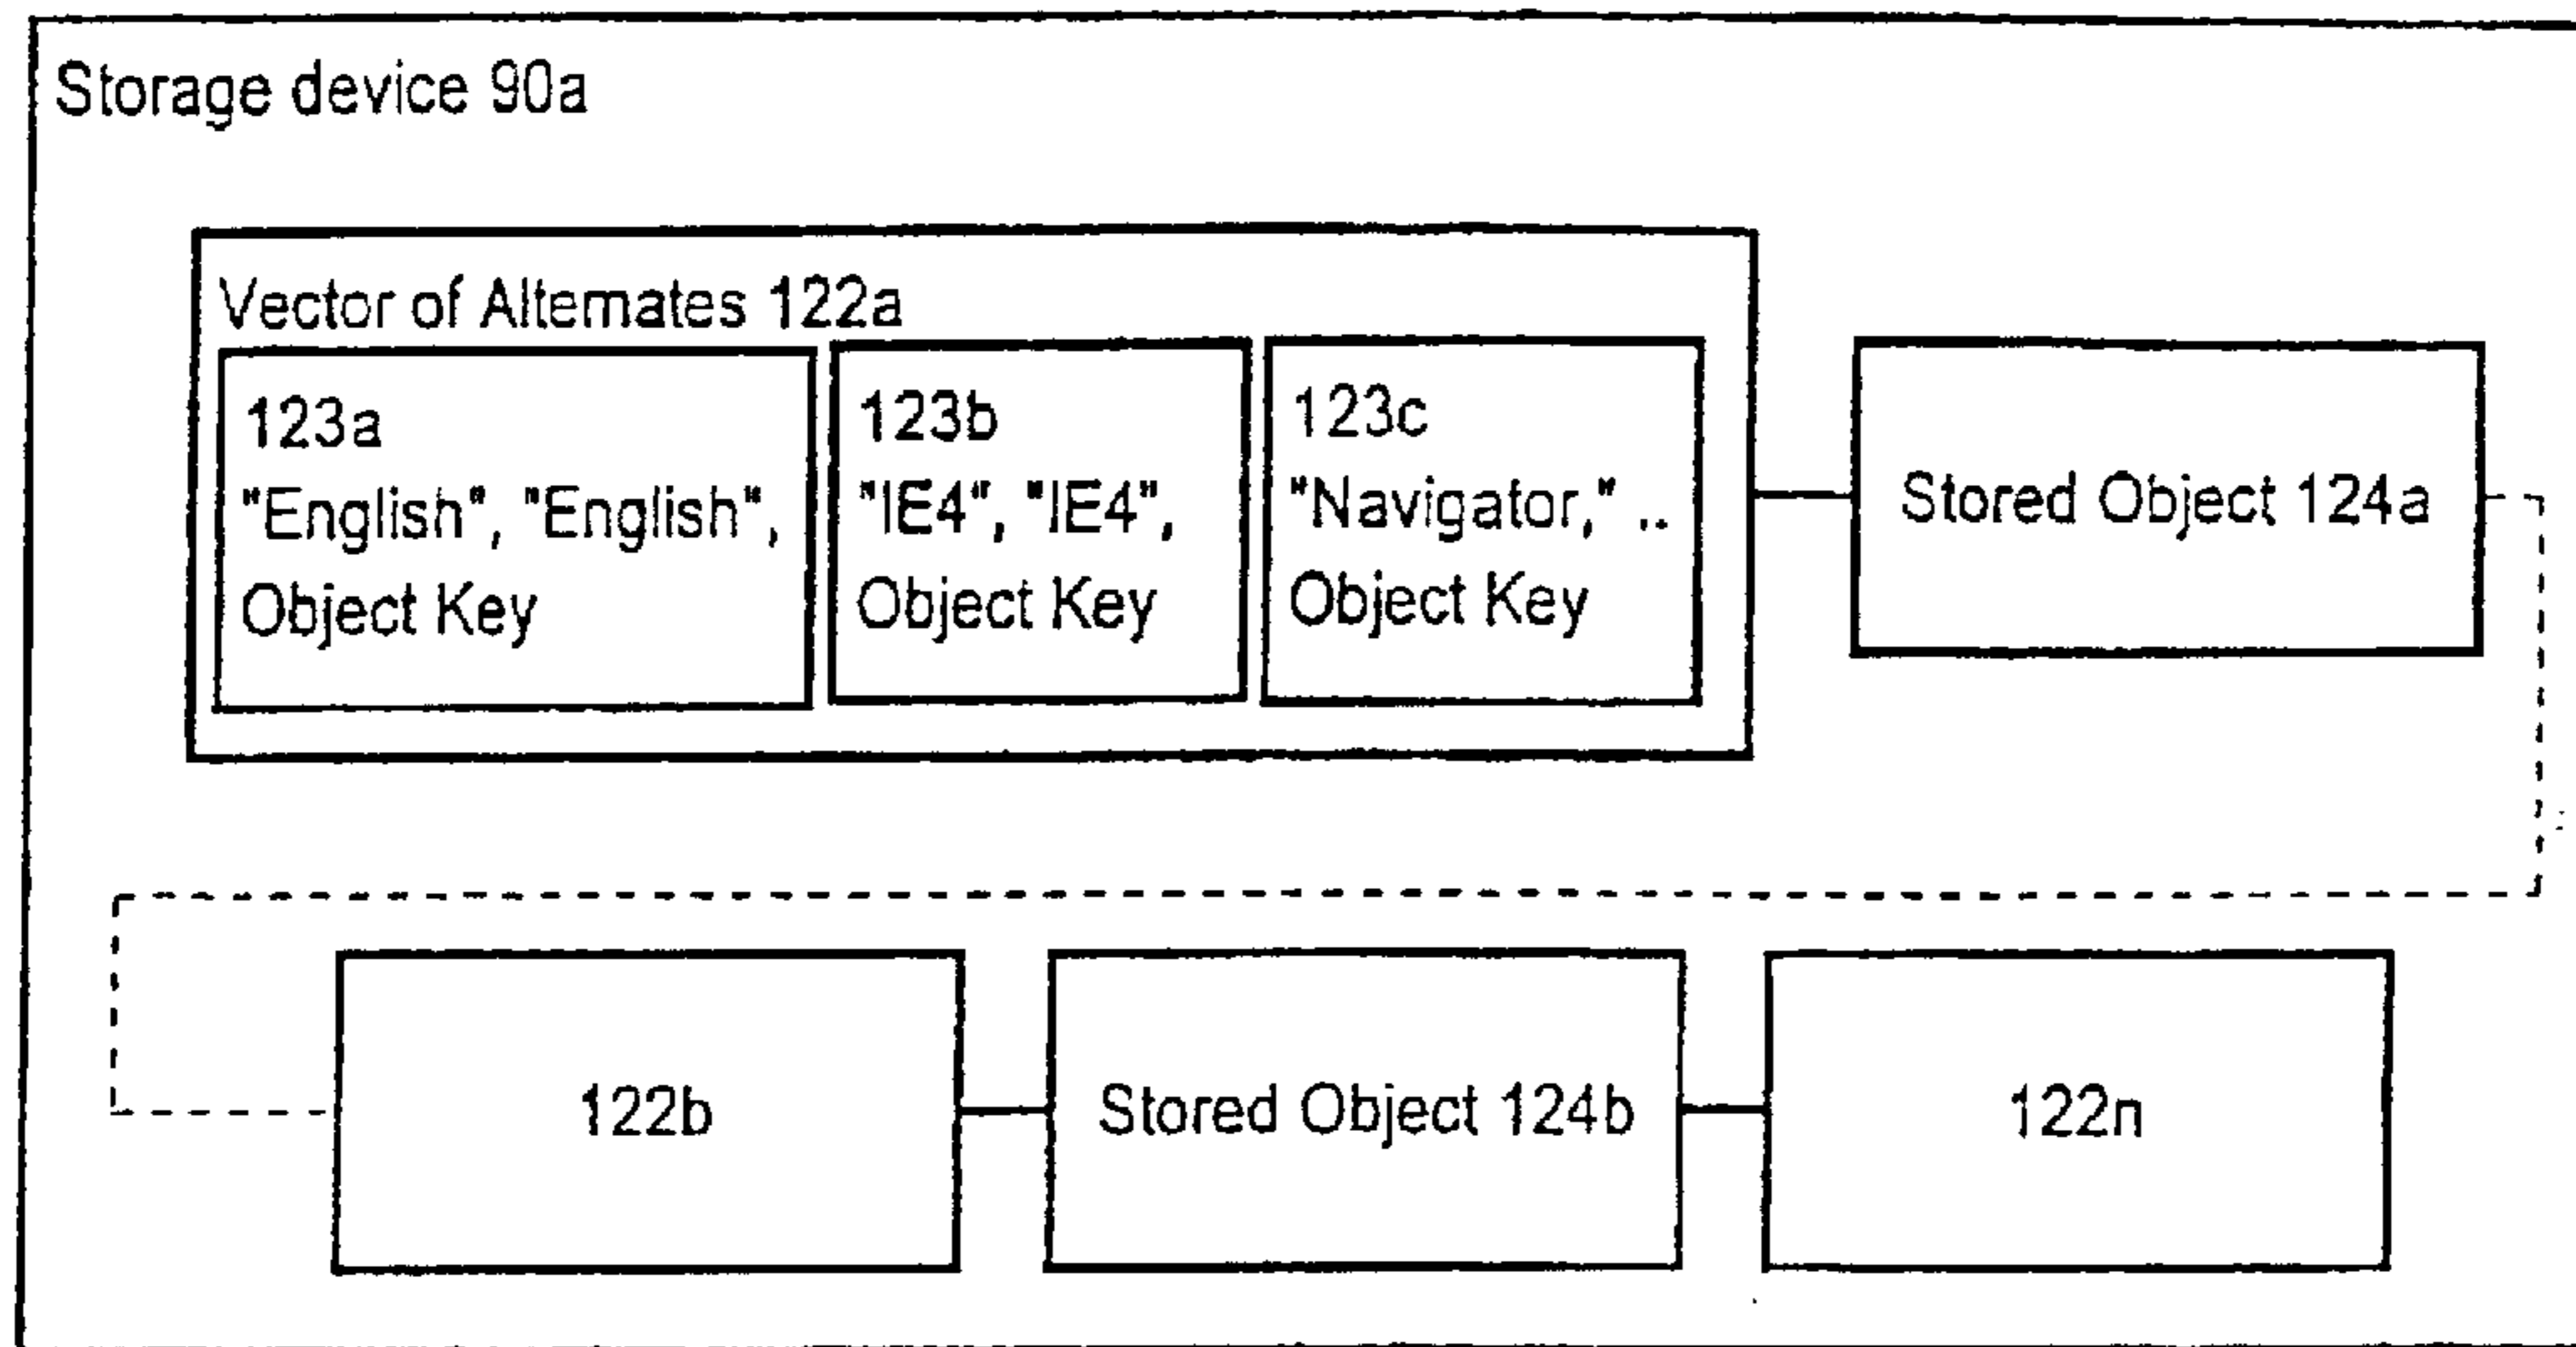 Storage device 90a
Vector of Alternates 122a
123a
"English", "English",
Object Key
123b
"IE4", "IE4",
Object Key
123c
"Navigator," ..
Object Key
Stored Object 124a
122b
Stored Object 124b
122n